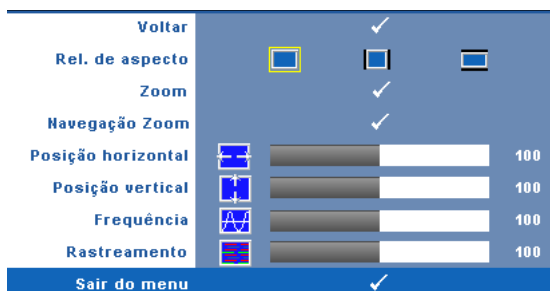 Voltar
Rel. de aspecto
Zoom
Navegação Zoom
Posição horizontal 100
Posição vertical 100
Frequência 100
Rastreamento 100
Sair do menu